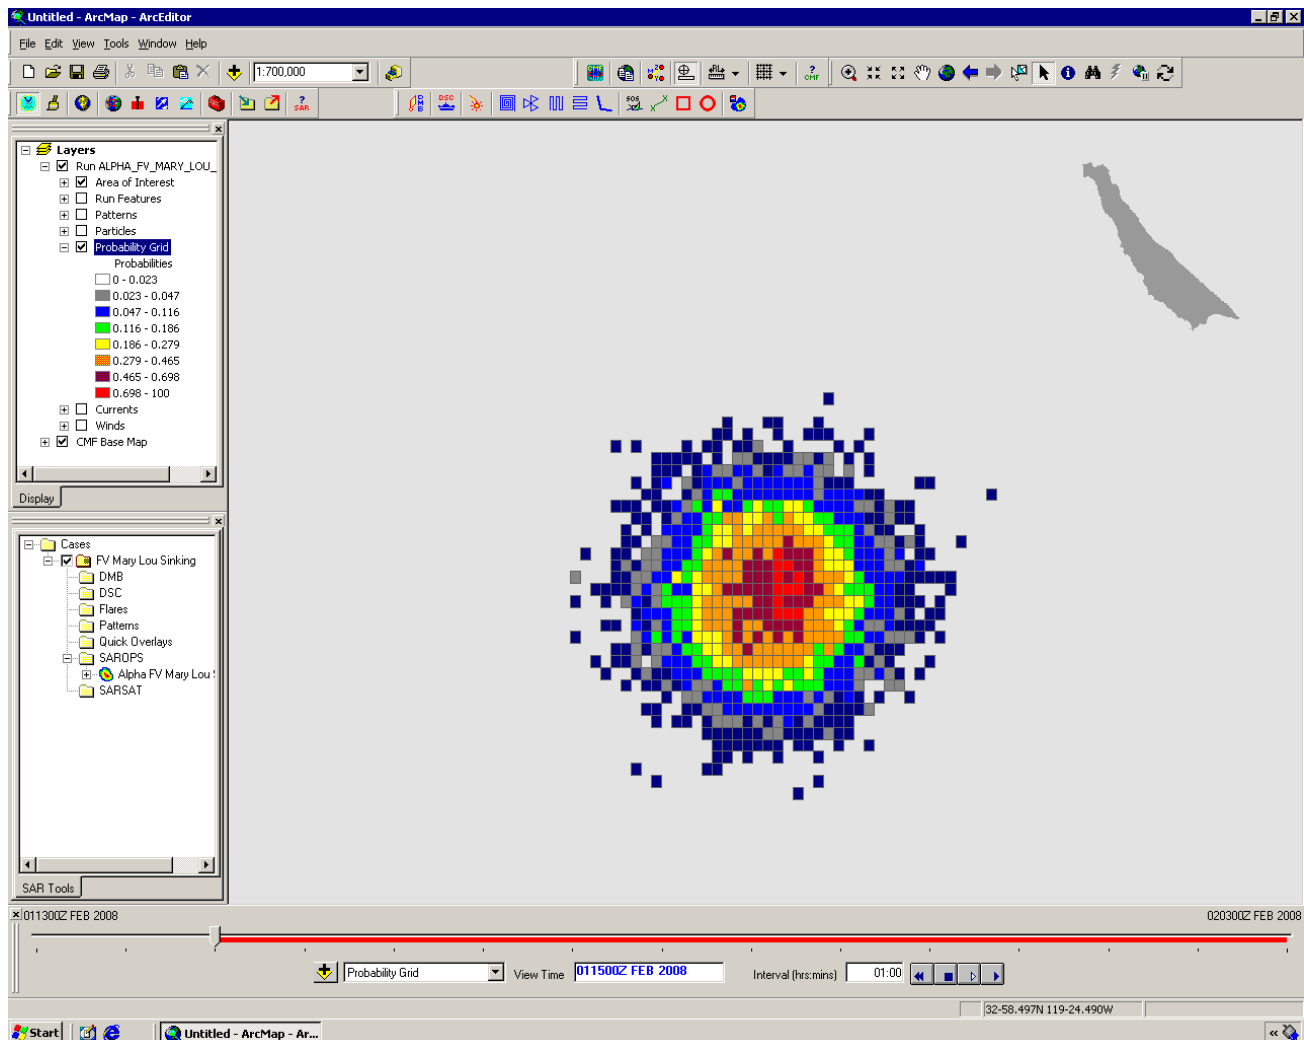 Untitled - ArcMap - ArcEditor
File Edit View Tools Window Help
1:700,000
?
CMF
?
SAR
DMB
DSC
SOS
Layers
Run ALPHA_FV_MARY_LOU_
Area of Interest
Run Features
Patterns
Particles
Probability Grid
Probabilities
0 - 0.023
0.023 - 0.047
0.047 - 0.116
0.116 - 0.186
0.186 - 0.279
0.279 - 0.465
0.465 - 0.698
0.698 - 100
Currents
Winds
CMF Base Map
Display
Cases
FV Mary Lou Sinking
DMB
DSC
Flares
Patterns
Quick Overlays
SAROPS
Alpha FV Mary Lou
SARSAT
SAR Tools
011300Z FEB 2008
020300Z FEB 2008
Probability Grid
View Time
011500Z FEB 2008
Interval (hrs:mins)
01:00
32-58.497N 119-24.490W
Start
Untitled - ArcMap - Ar...